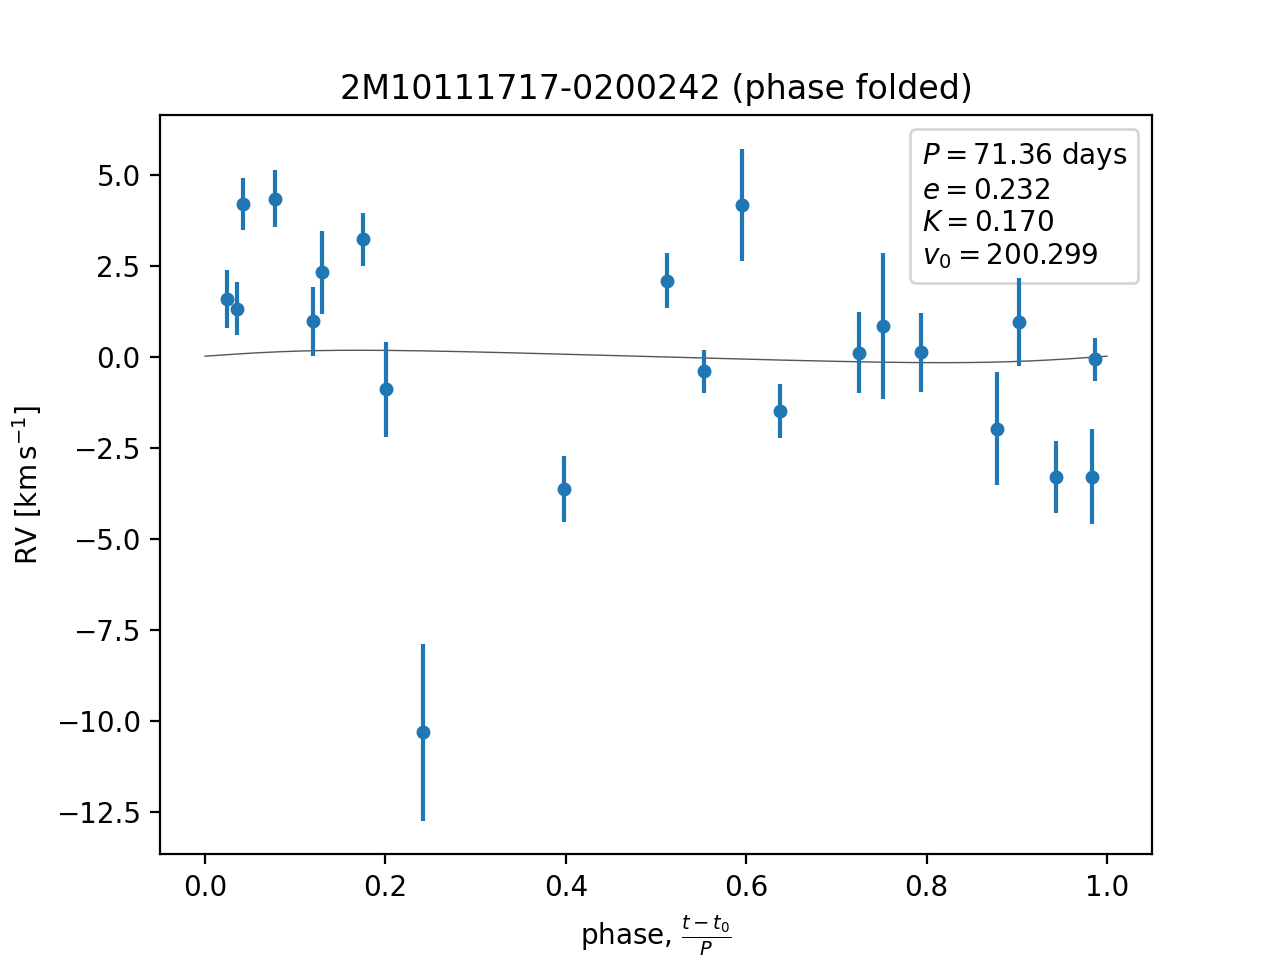 2M10111717-0200242 (phase folded)
P = 71.36 days
e = 0.232
K = 0.170
v₀ = 200.299
5.0
2.5
0.0
−2.5
−5.0
−7.5
−10.0
−12.5
RV [km s⁻¹]
0.0 0.2 0.4 0.6 0.8 1.0
phase, (t − t₀)/P